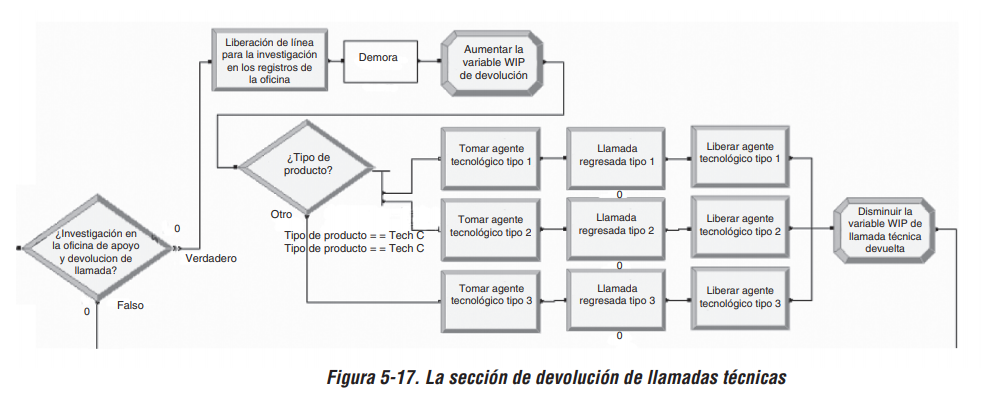 Liberación de línea
para la investigación
en los registros de
la oficina
Demora
Aumentar la
variable WIP
de devolución
¿Tipo de
producto?
Otro
Tipo de producto = = Tech C
Tipo de producto = = Tech C
Tomar agente
tecnológico tipo 1
Llamada
regresada tipo 1
0
Liberar agente
tecnológico tipo 1
Tomar agente
tecnológico tipo 2
Llamada
regresada tipo 2
0
Liberar agente
tecnológico tipo 2
Tomar agente
tecnológico tipo 3
Llamada
regresada tipo 3
0
Liberar agente
tecnológico tipo 3
Disminuir la
variable WIP de
llamada técnica
devuelta
¿Investigación en
la oficina de apoyo
y devolucion de
llamada?
0
Verdadero
0
Falso
Figura 5-17. La sección de devolución de llamadas técnicas